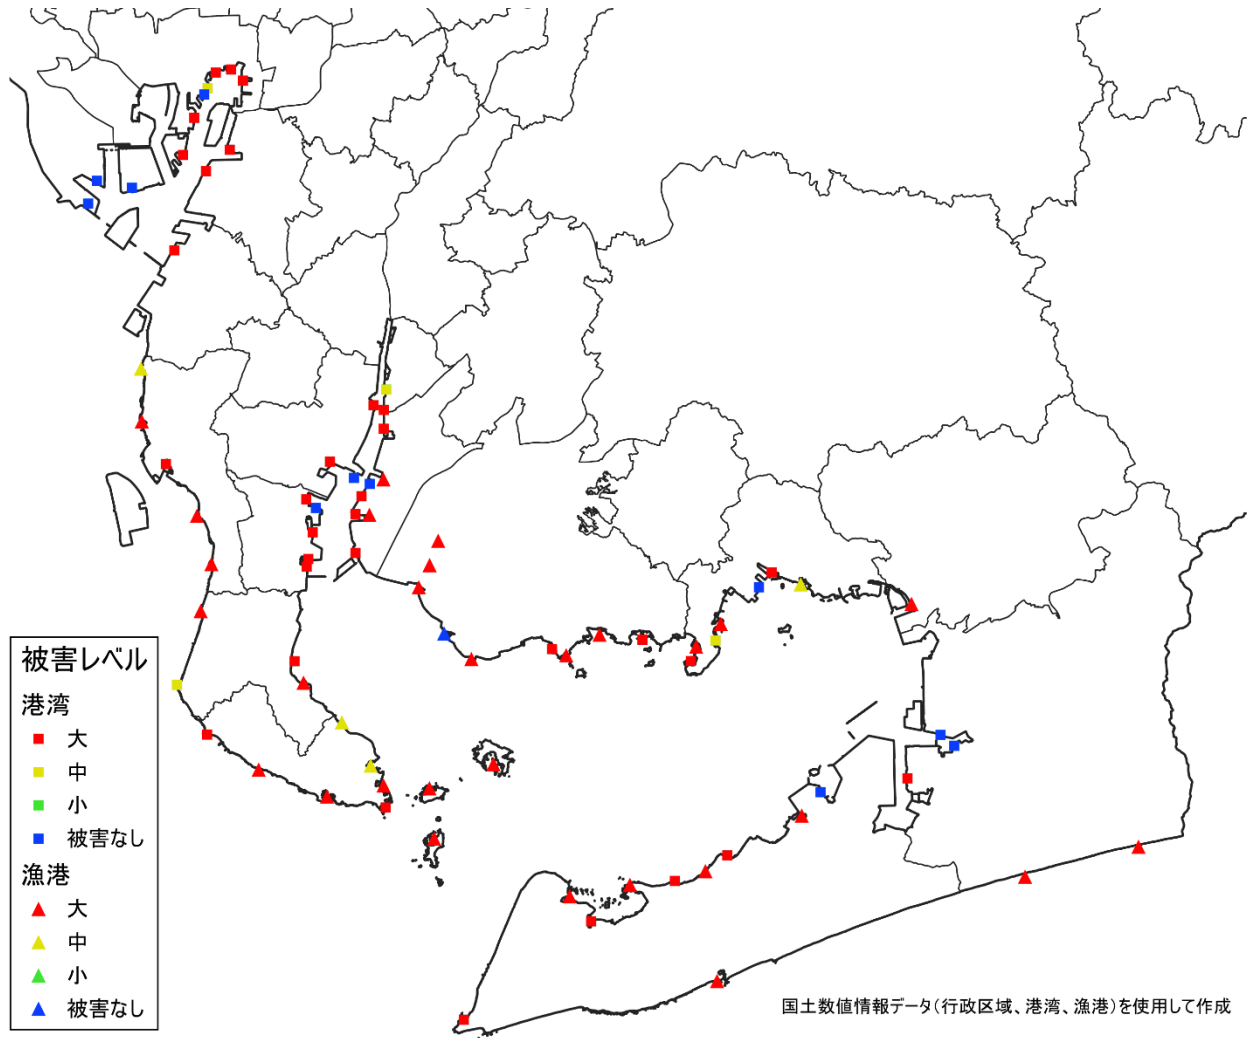 被害レベル
港湾
大
中
小
被害なし
漁港
大
中
小
被害なし
国土数値情報データ(行政区域、港湾、漁港)を使用して作成